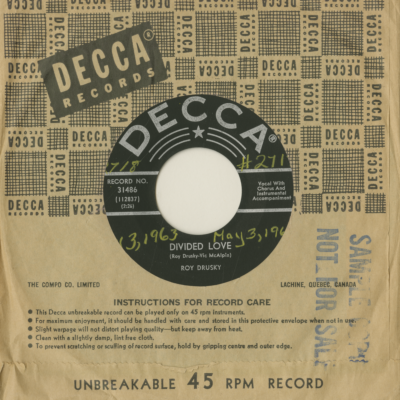 DECCA
RECORDS
DECCA
718
#271
RECORD NO.
31486
[112837]
(2:26)
Vocal With
Chorus And
Instrumental
Accompaniment
3,1963
May 3, 196
DIVIDED LOVE
(Roy Drusky-Vic McAlpin)
ROY DRUSKY
THE COMPO CO. LIMITED
LACHINE, QUEBEC, CANADA
SAMPLE
NOT FOR SALE
INSTRUCTIONS FOR RECORD CARE
● This Decca unbreakable record can be played only on 45 rpm instruments.
● For maximum enjoyment, it should be handled with care and stored in this protective envelope when not in use.
● Slight warpage will not distort playing quality—but keep away from heat.
● Clean with a slightly damp, lint free cloth.
● To prevent scratching or scuffing of record surface, hold by gripping centre and outer edge.
UNBREAKABLE 45 RPM RECORD